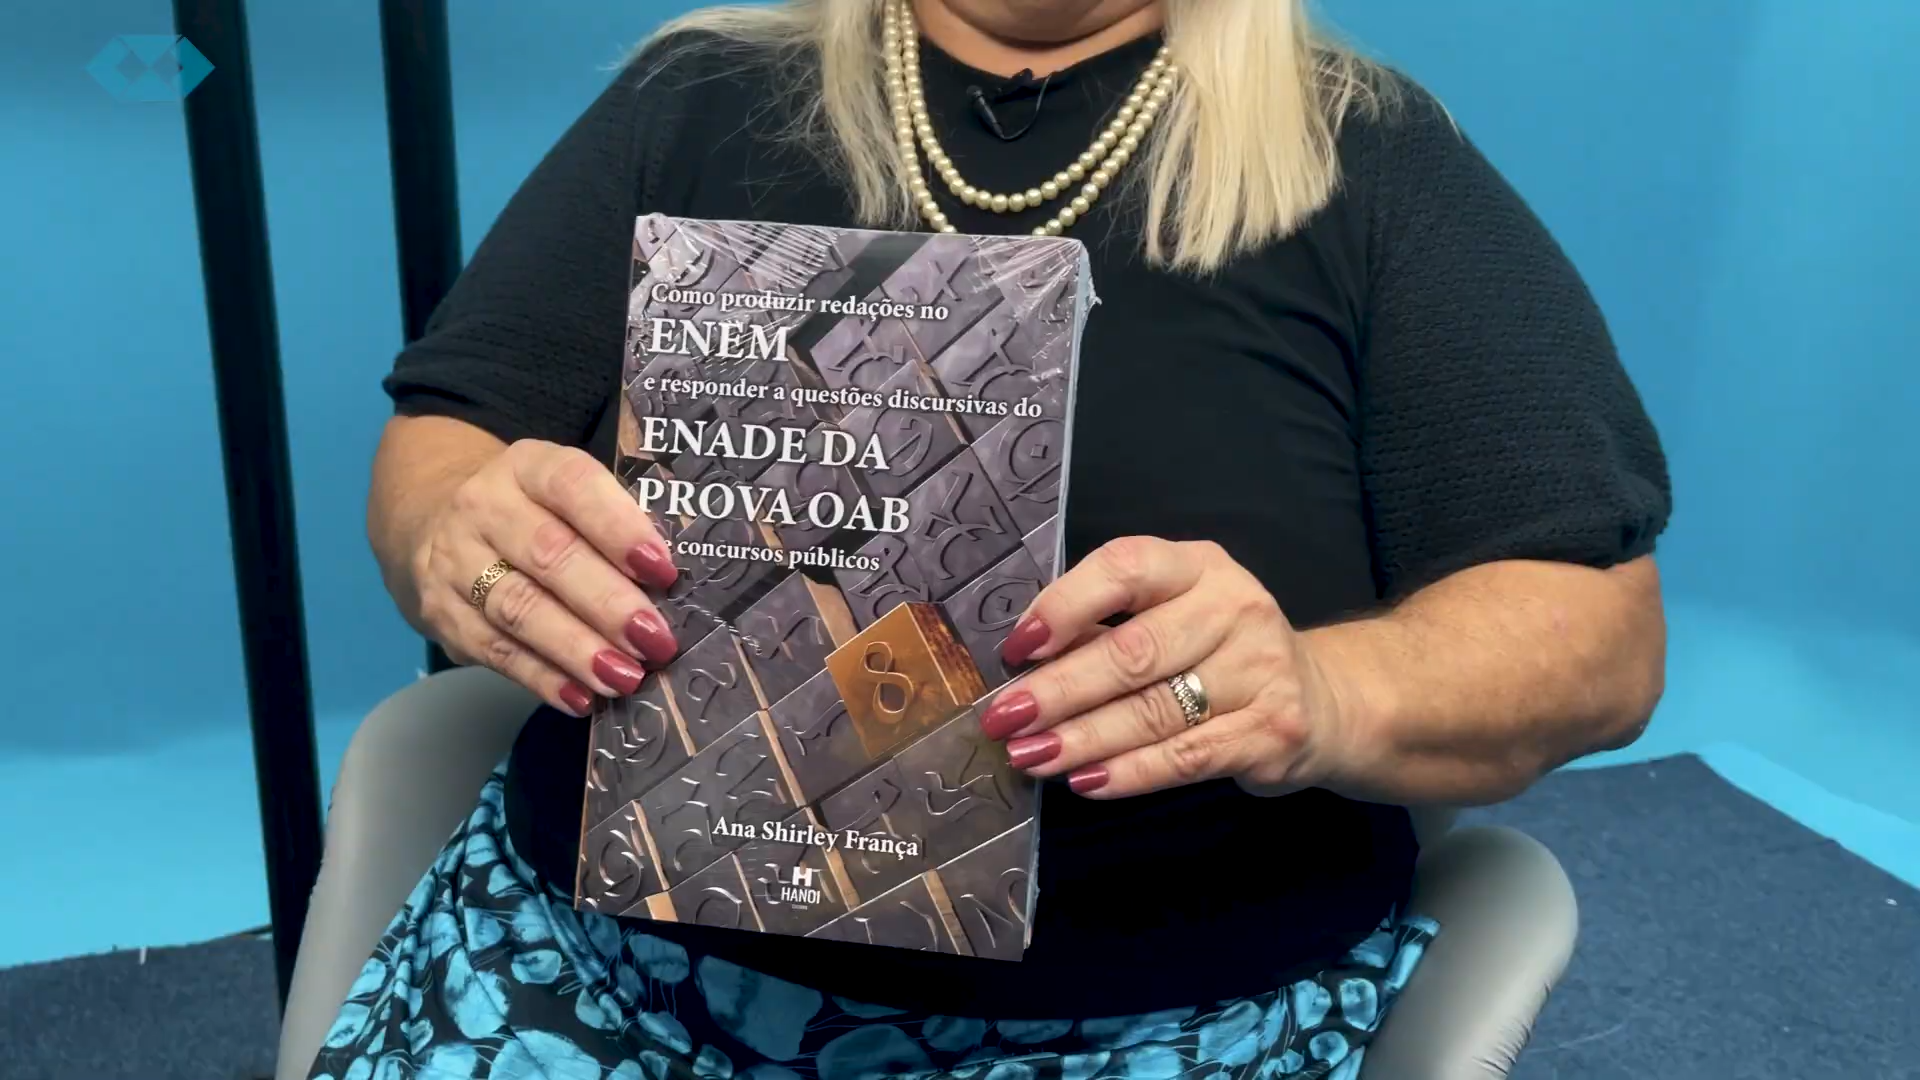 Como produzir redações no
ENEM
e responder a questões discursivas do
ENADE DA
PROVA OAB
e concursos públicos
8
Ana Shirley França
H
HANOI